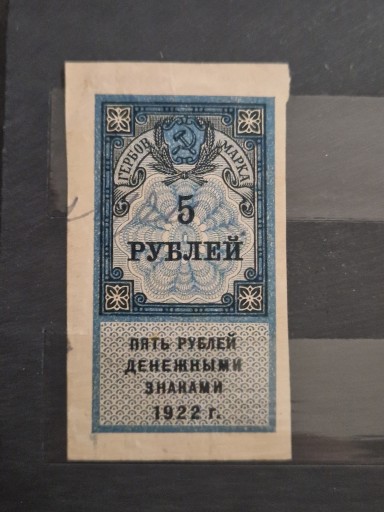 ГЕРБОВ. МАРКА
5
РУБЛЕЙ
ПЯТЬ РУБЛЕЙ
ДЕНЕЖНЫМИ
ЗНАКАМИ
1922 г.